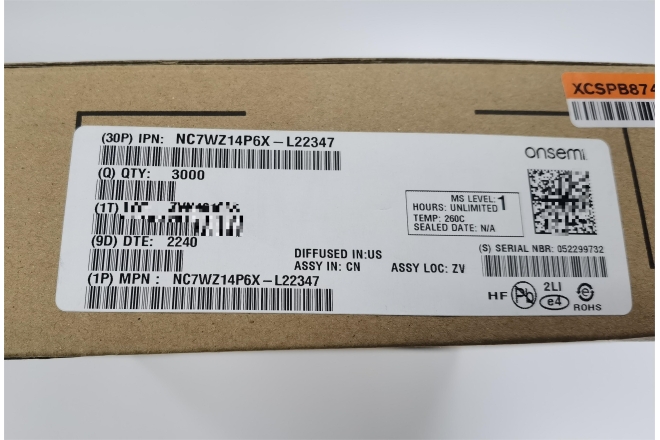 XCSPB874
(30P) IPN: NC7WZ14P6X-L22347
onsemi
(Q) QTY: 3000
MS LEVEL: 1
HOURS: UNLIMITED
TEMP: 260C
SEALED DATE: N/A
(1T)
(9D) DTE: 2240
DIFFUSED IN:US
ASSY IN: CN
ASSY LOC: ZV
(S) SERIAL NBR: 052299732
(1P) MPN : NC7WZ14P6X-L22347
HF
Pb
2LI
e4
e
ROHS